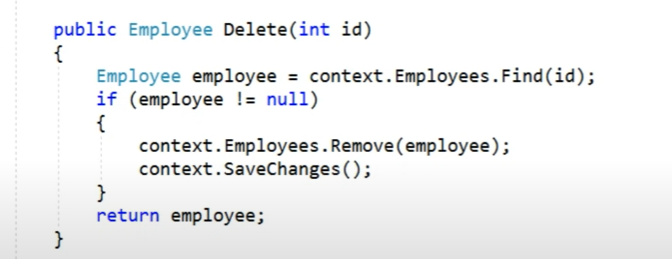 public Employee Delete(int id)
{
    Employee employee = context.Employees.Find(id);
    if (employee != null)
    {
        context.Employees.Remove(employee);
        context.SaveChanges();
    }
    return employee;
}